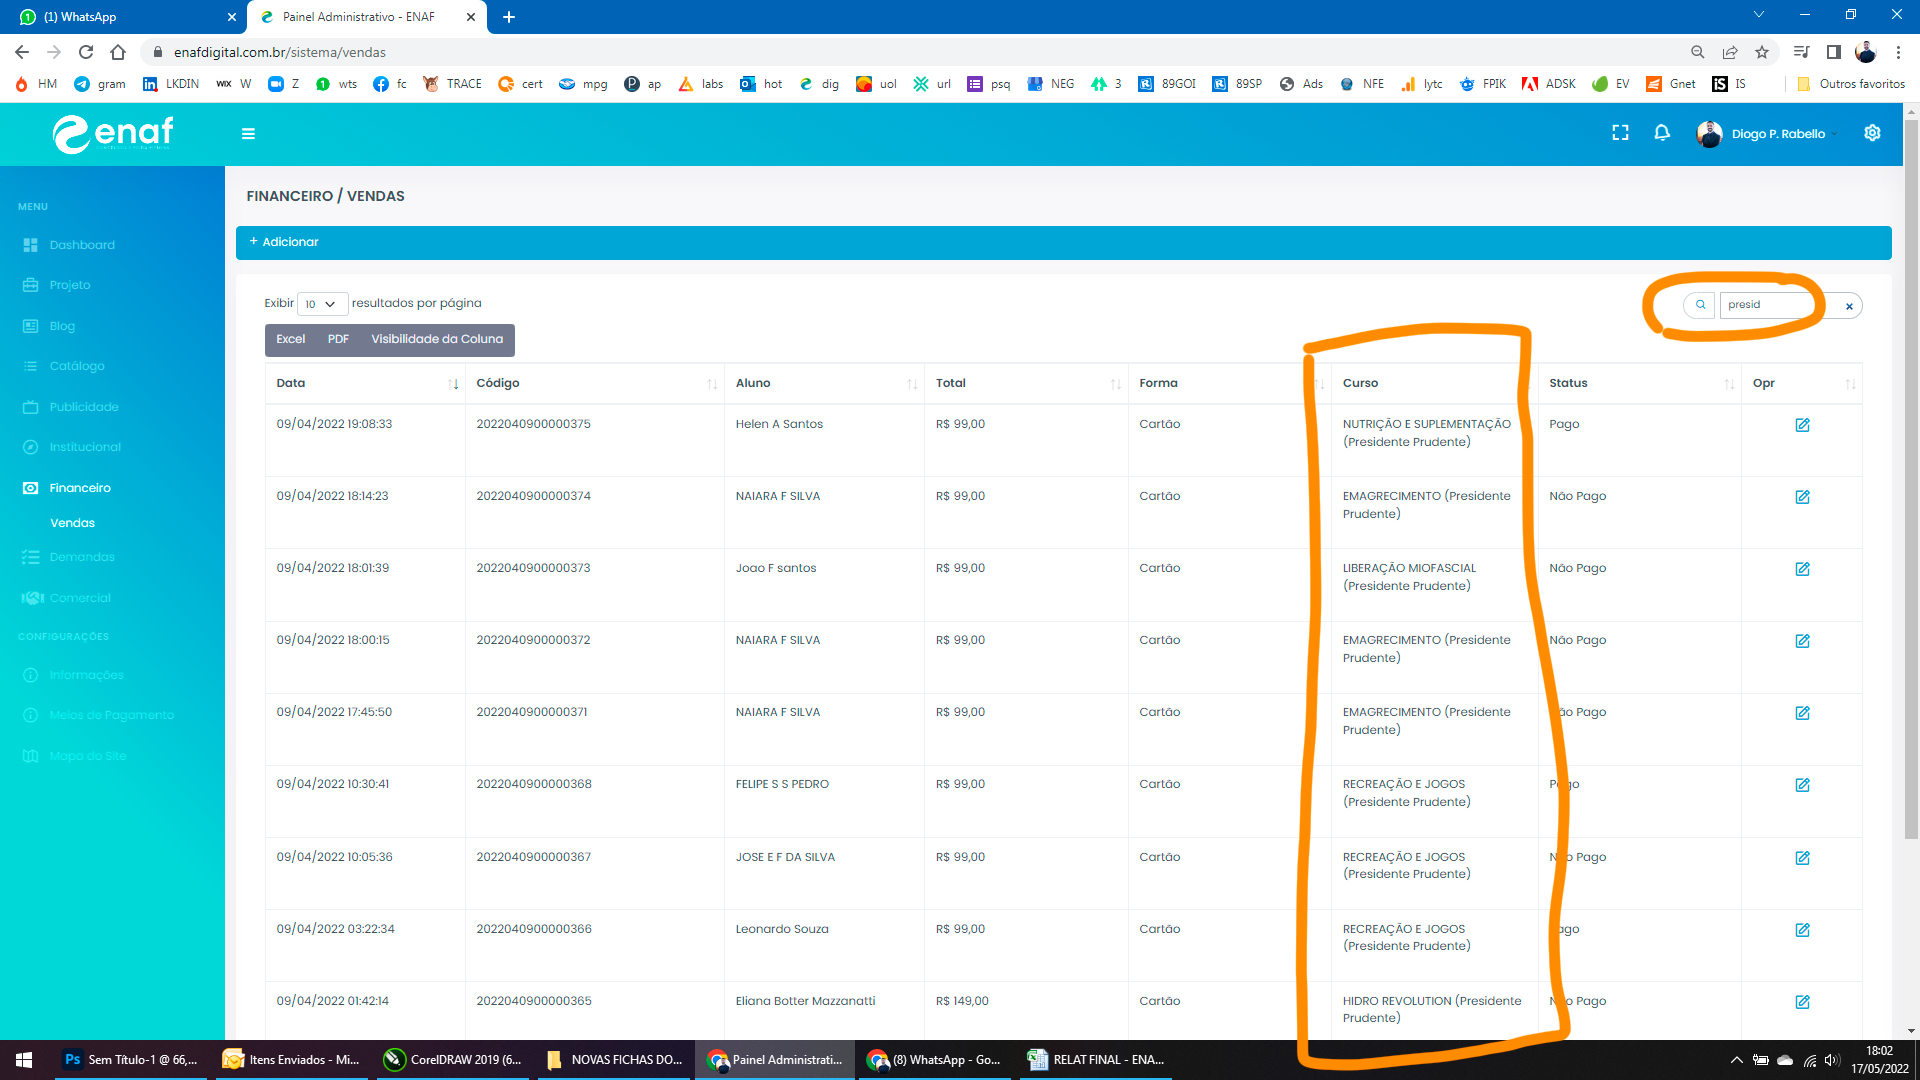 (1) WhatsApp
Painel Administrativo - ENAF
enafdigital.com.br/sistema/vendas
HM gram LKDIN WIX W Z wts fc TRACE cert mpg ap labs hot dig uol url psq NEG 3 89GOI 89SP Ads NFE lytc FPIK ADSK EV Gnet iS IS Outros favoritos
enaf
Diogo P. Rabello
MENU
Dashboard
Projeto
Blog
Catálogo
Publicidade
Institucional
Financeiro
Vendas
Demandas
Comercial
CONFIGURAÇÕES
Informações
Meios de Pagamento
Mapa do Site
FINANCEIRO / VENDAS
+ Adicionar
Exibir 10 resultados por página
presid
Excel PDF Visibilidade da Coluna
Data Código Aluno Total Forma Curso Status Opr
09/04/2022 19:08:33 2022040900000375 Helen A Santos R$ 99,00 Cartão NUTRIÇÃO E SUPLEMENTAÇÃO Pago
(Presidente Prudente)
09/04/2022 18:14:23 2022040900000374 NAIARA F SILVA R$ 99,00 Cartão EMAGRECIMENTO (Presidente Não Pago
Prudente)
09/04/2022 18:01:39 2022040900000373 Joao F santos R$ 99,00 Cartão LIBERAÇÃO MIOFASCIAL Não Pago
(Presidente Prudente)
09/04/2022 18:00:15 2022040900000372 NAIARA F SILVA R$ 99,00 Cartão EMAGRECIMENTO (Presidente Não Pago
Prudente)
09/04/2022 17:45:50 2022040900000371 NAIARA F SILVA R$ 99,00 Cartão EMAGRECIMENTO (Presidente Não Pago
Prudente)
09/04/2022 10:30:41 2022040900000368 FELIPE S S PEDRO R$ 99,00 Cartão RECREAÇÃO E JOGOS Pago
(Presidente Prudente)
09/04/2022 10:05:36 2022040900000367 JOSE E F DA SILVA R$ 99,00 Cartão RECREAÇÃO E JOGOS Não Pago
(Presidente Prudente)
09/04/2022 03:22:34 2022040900000366 Leonardo Souza R$ 99,00 Cartão RECREAÇÃO E JOGOS Pago
(Presidente Prudente)
09/04/2022 01:42:14 2022040900000365 Eliana Botter Mazzanatti R$ 149,00 Cartão HIDRO REVOLUTION (Presidente Não Pago
Prudente)
Ps Sem Título-1 @ 66,... Itens Enviados - Mi... CorelDRAW 2019 (6... NOVAS FICHAS DO... Painel Administrati... (8) WhatsApp - Go... RELAT FINAL - ENA...
18:02
17/05/2022